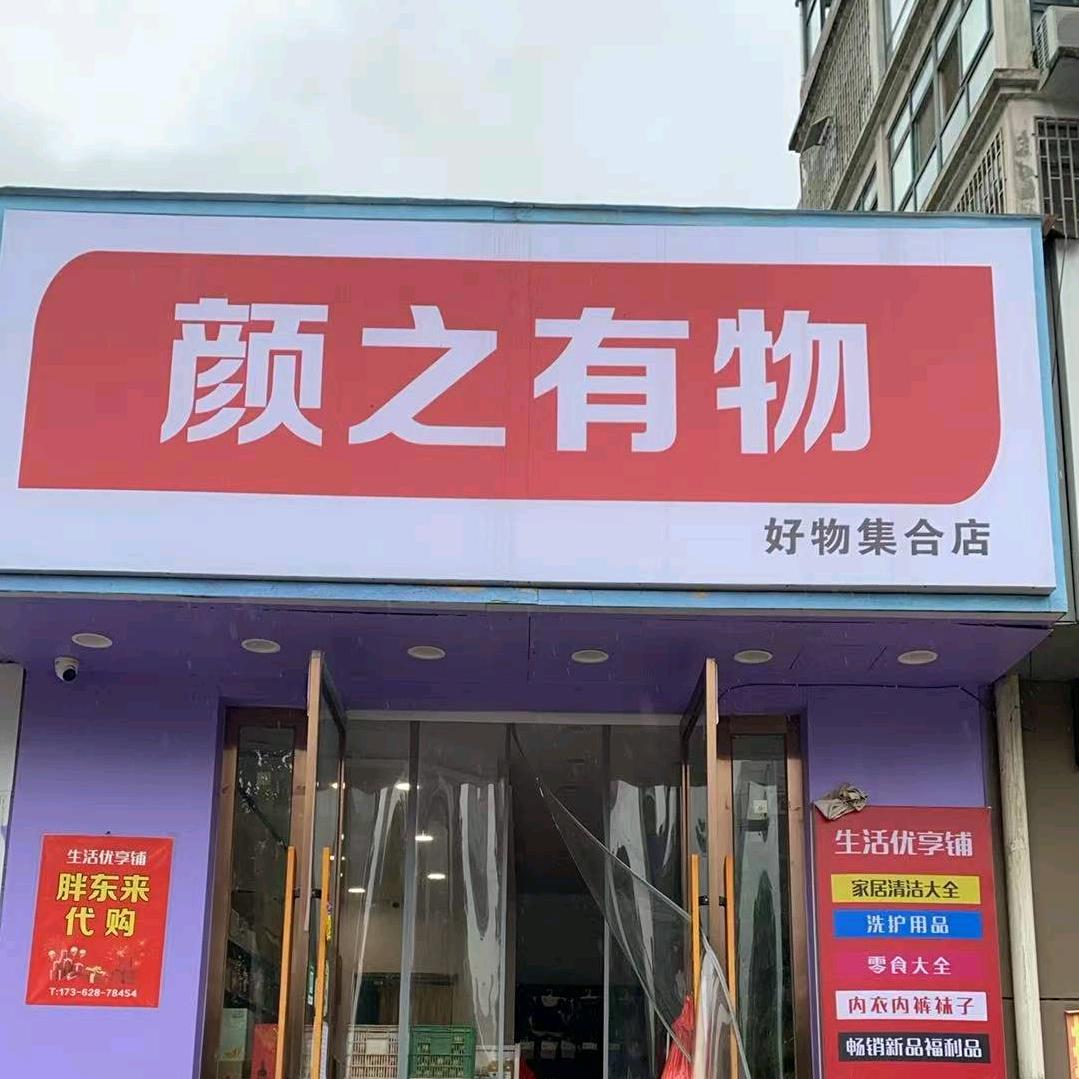 颜之有物
好物集合店
生活优享铺
胖东来
代购
T:173-628-78454
生活优享铺
家居清洁大全
洗护用品
零食大全
内衣内裤袜子
畅销新品福利品